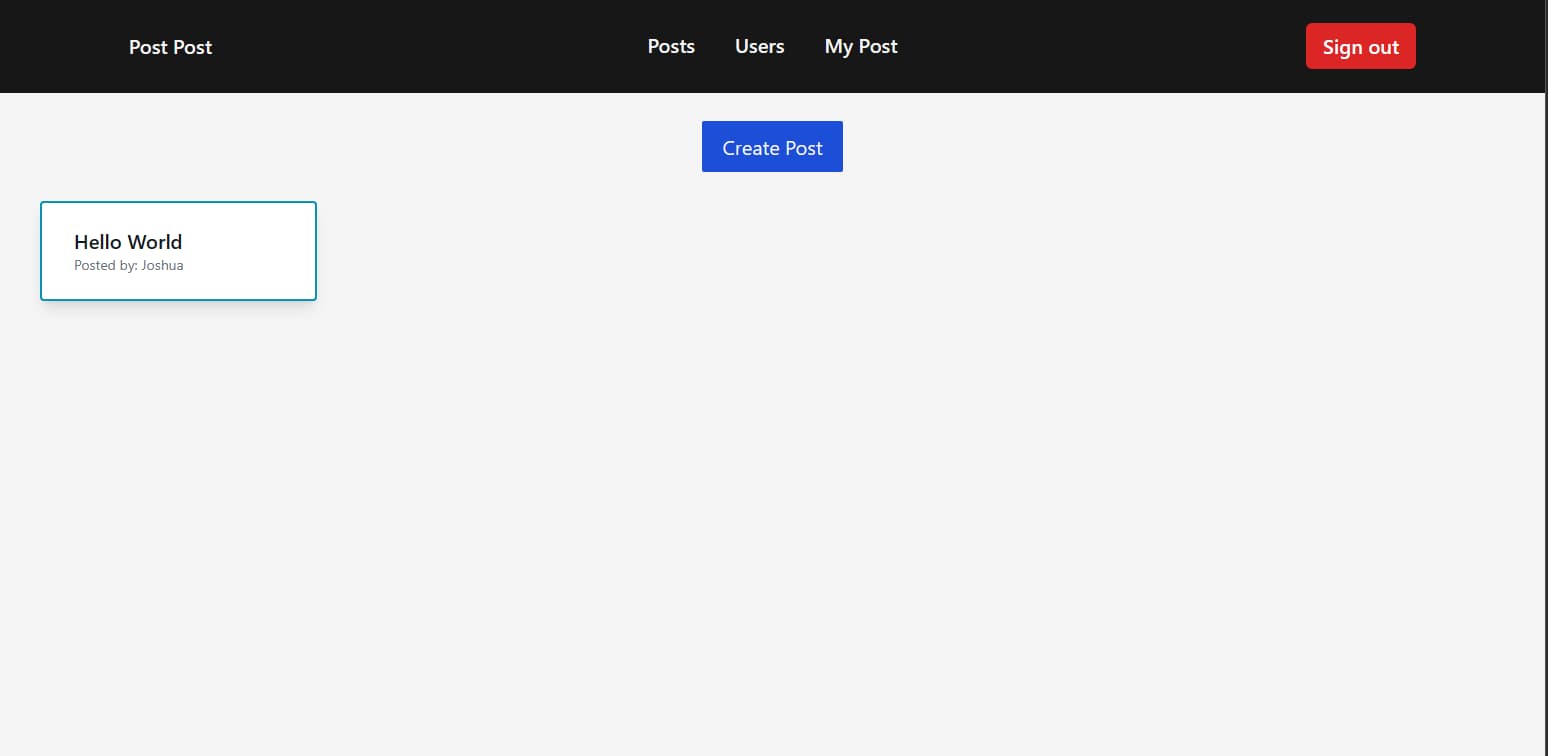 Post Post
Posts Users My Post
Sign out
Create Post
Hello World
Posted by: Joshua